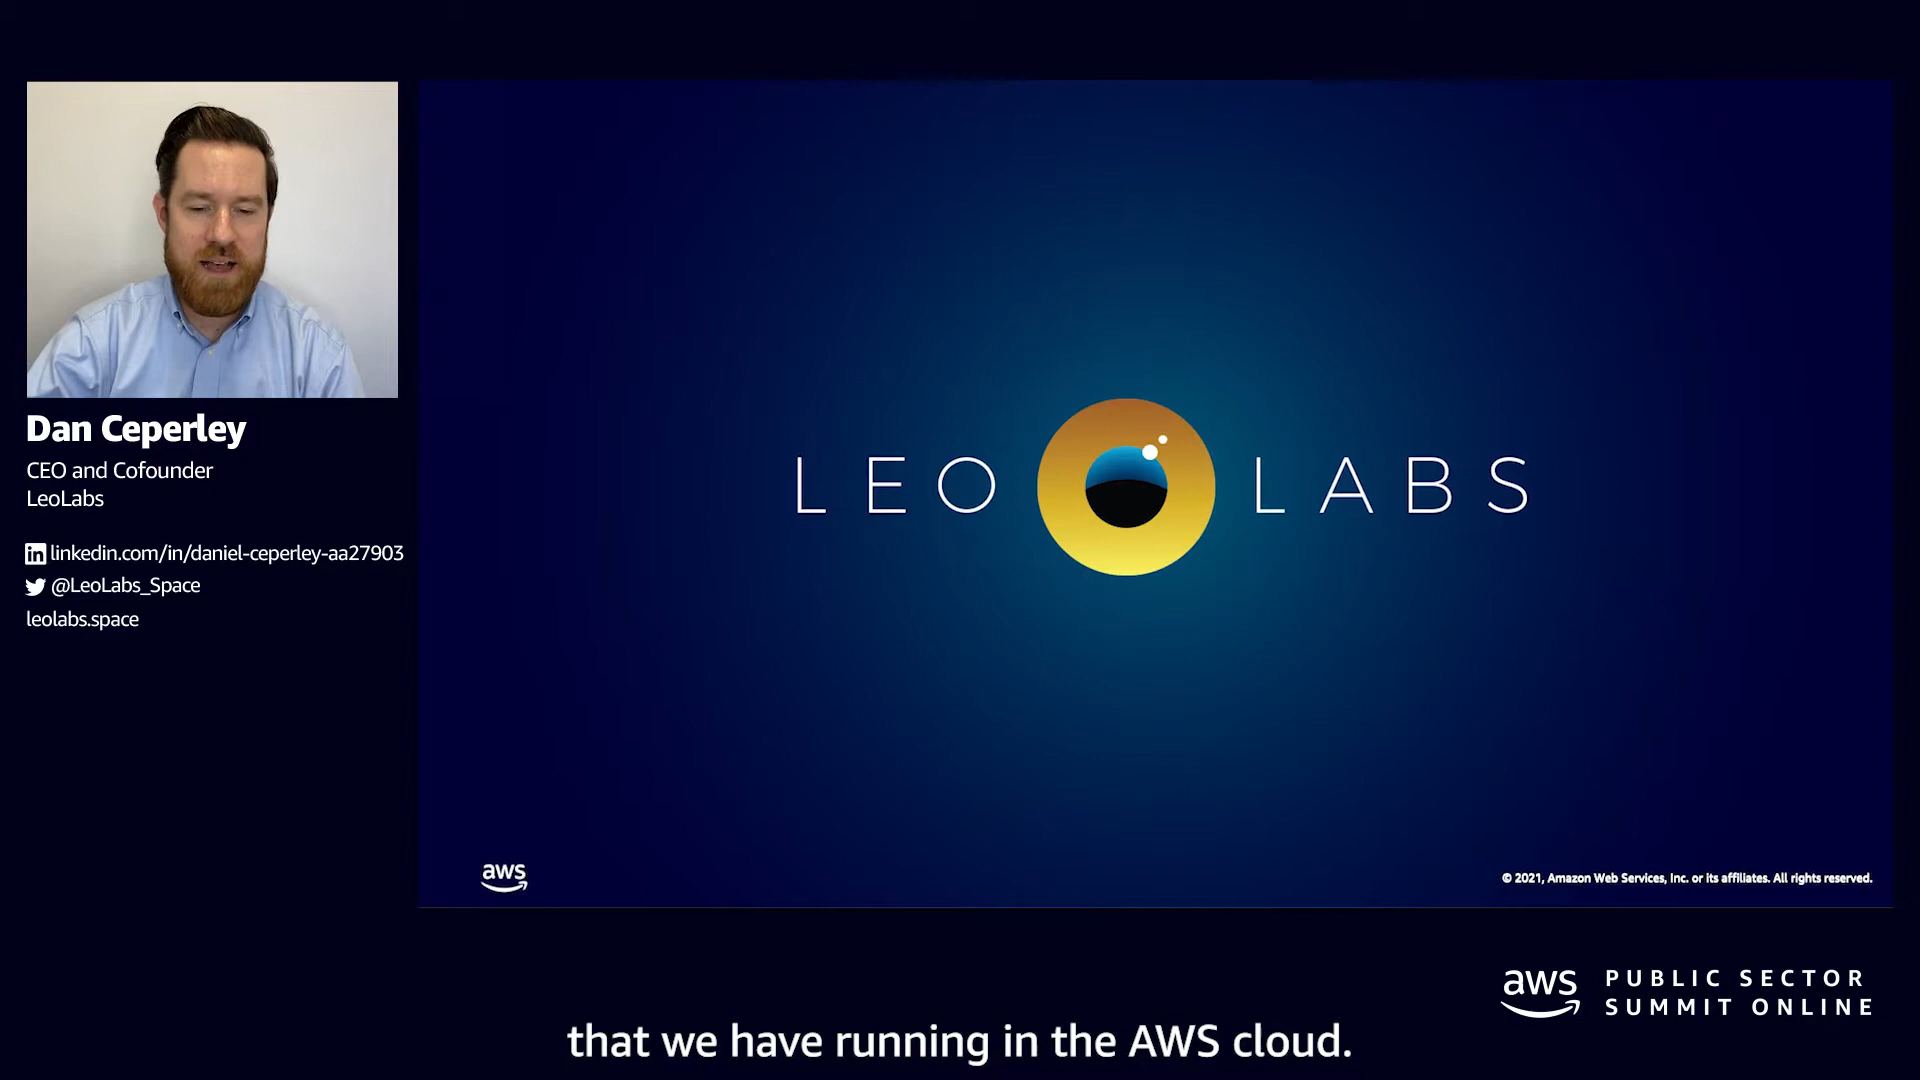 Dan Ceperley
CEO and Cofounder
LeoLabs
in linkedin.com/in/daniel-ceperley-aa27903
@LeoLabs_Space
leolabs.space
LEO LABS
aws
© 2021, Amazon Web Services, Inc. or its affiliates. All rights reserved.
aws
PUBLIC SECTOR
SUMMIT ONLINE
that we have running in the AWS cloud.